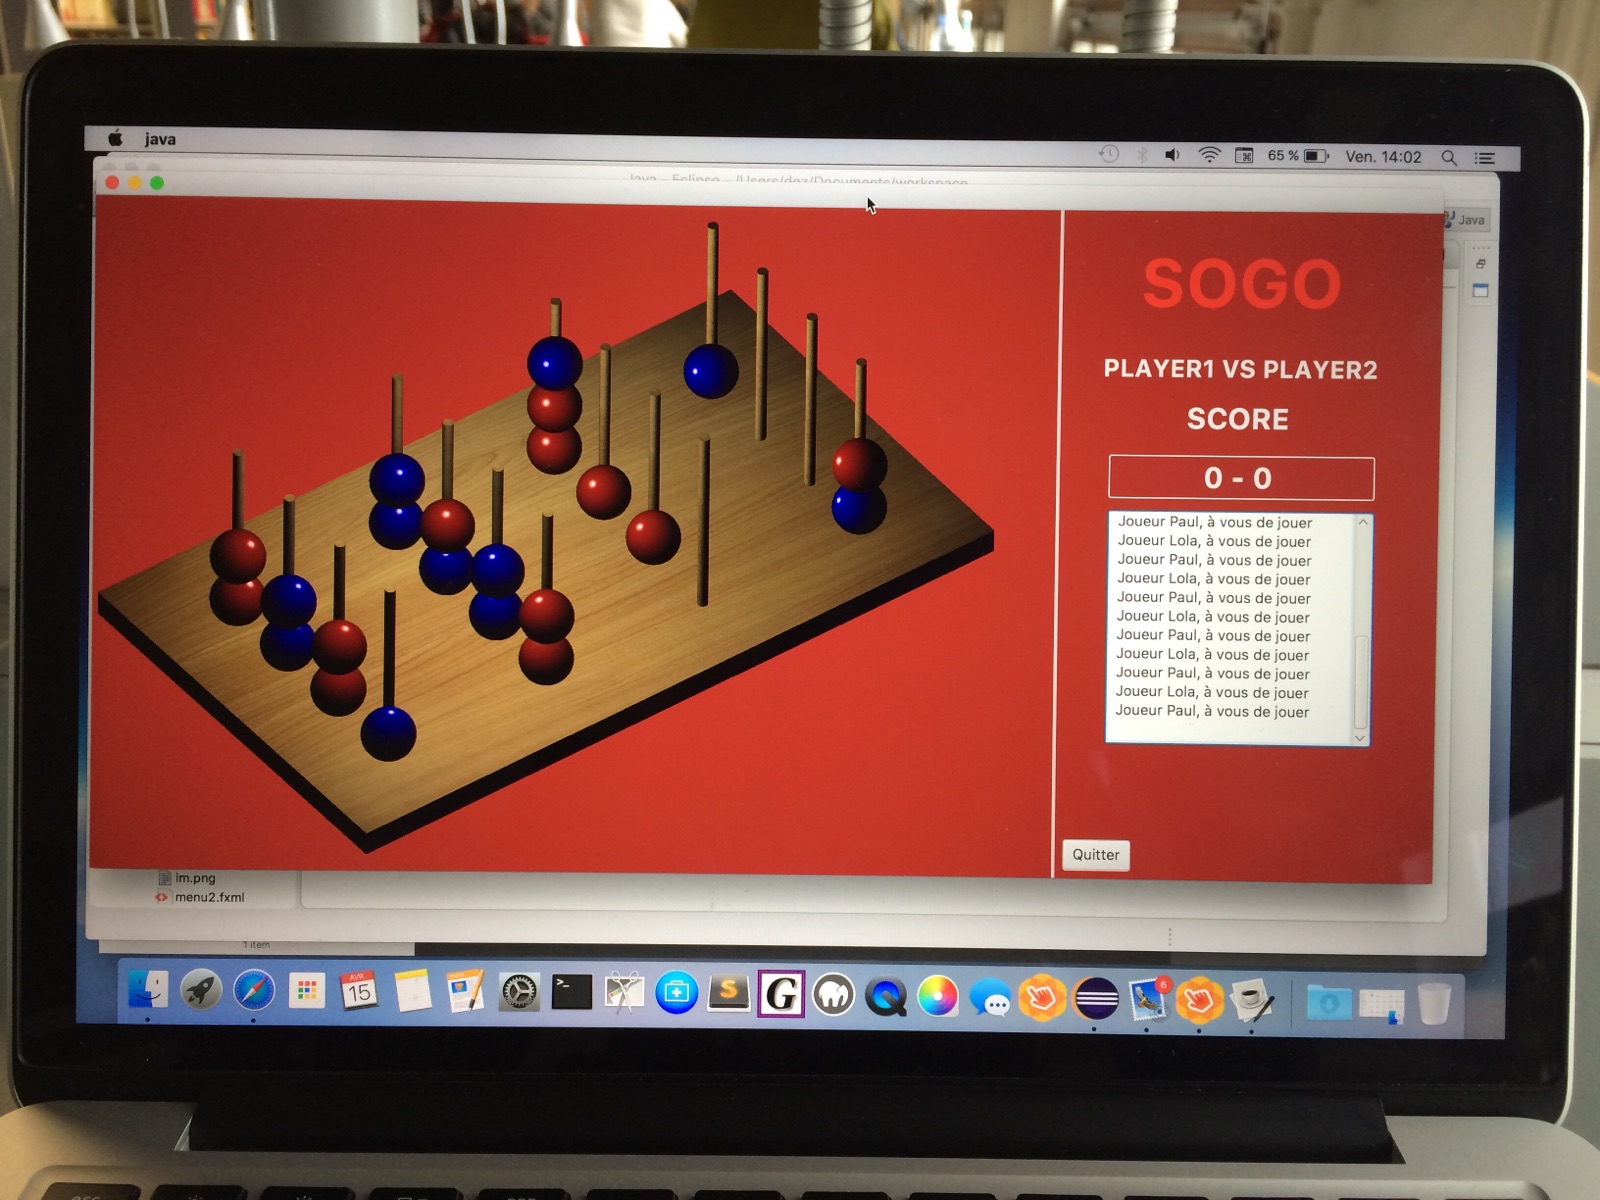 java
65 %
Ven. 14:02
Java - Eclipse - /Users/dez/Documents/workspace
Java
SOGO
PLAYER1 VS PLAYER2
SCORE
0 - 0
Joueur Paul, à vous de jouer
Joueur Lola, à vous de jouer
Joueur Paul, à vous de jouer
Joueur Lola, à vous de jouer
Joueur Paul, à vous de jouer
Joueur Lola, à vous de jouer
Joueur Paul, à vous de jouer
Joueur Lola, à vous de jouer
Joueur Paul, à vous de jouer
Joueur Lola, à vous de jouer
Joueur Paul, à vous de jouer
Quitter
im.png
menu2.fxml
1 item
AVR.
15
S
G
6